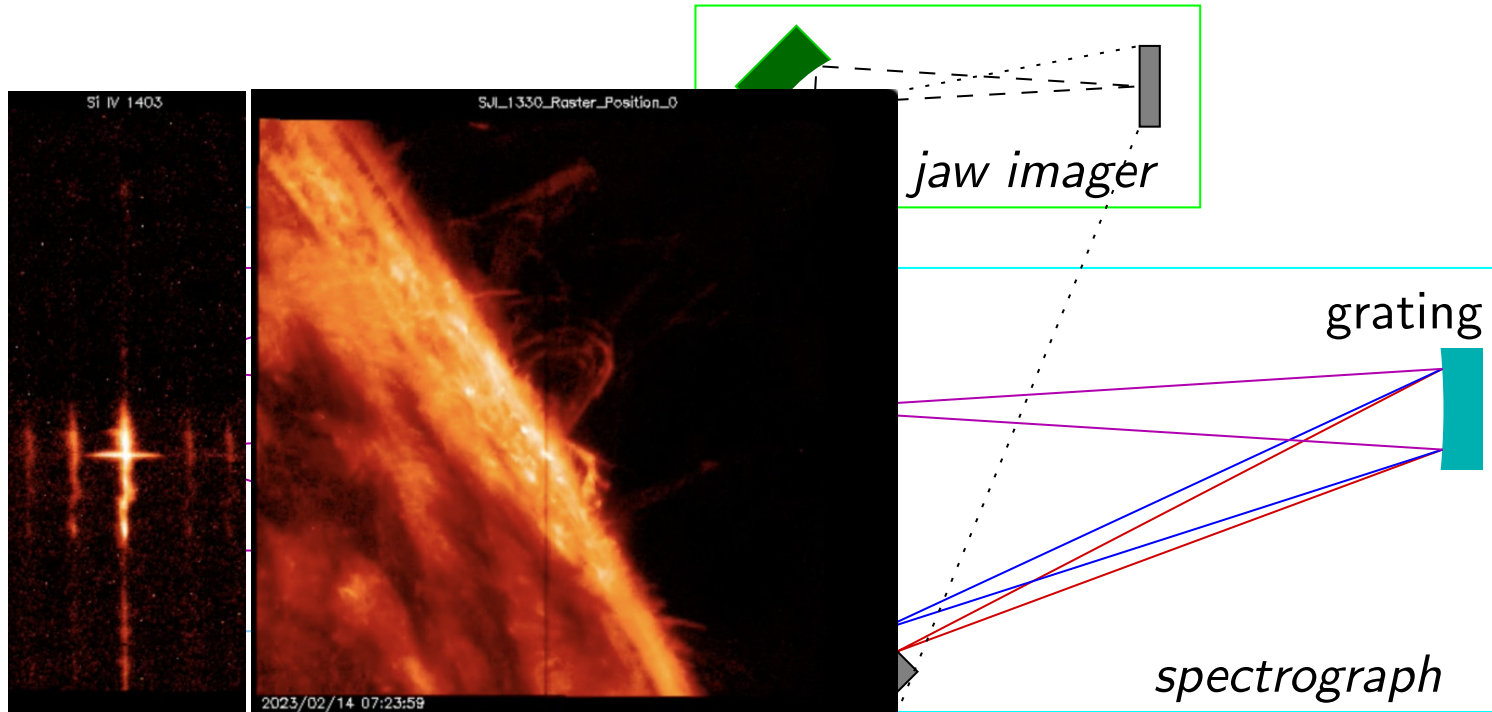 Si IV 1403
SJI_1330_Raster_Position_0
jaw imager
grating
spectrograph
2023/02/14 07:23:59